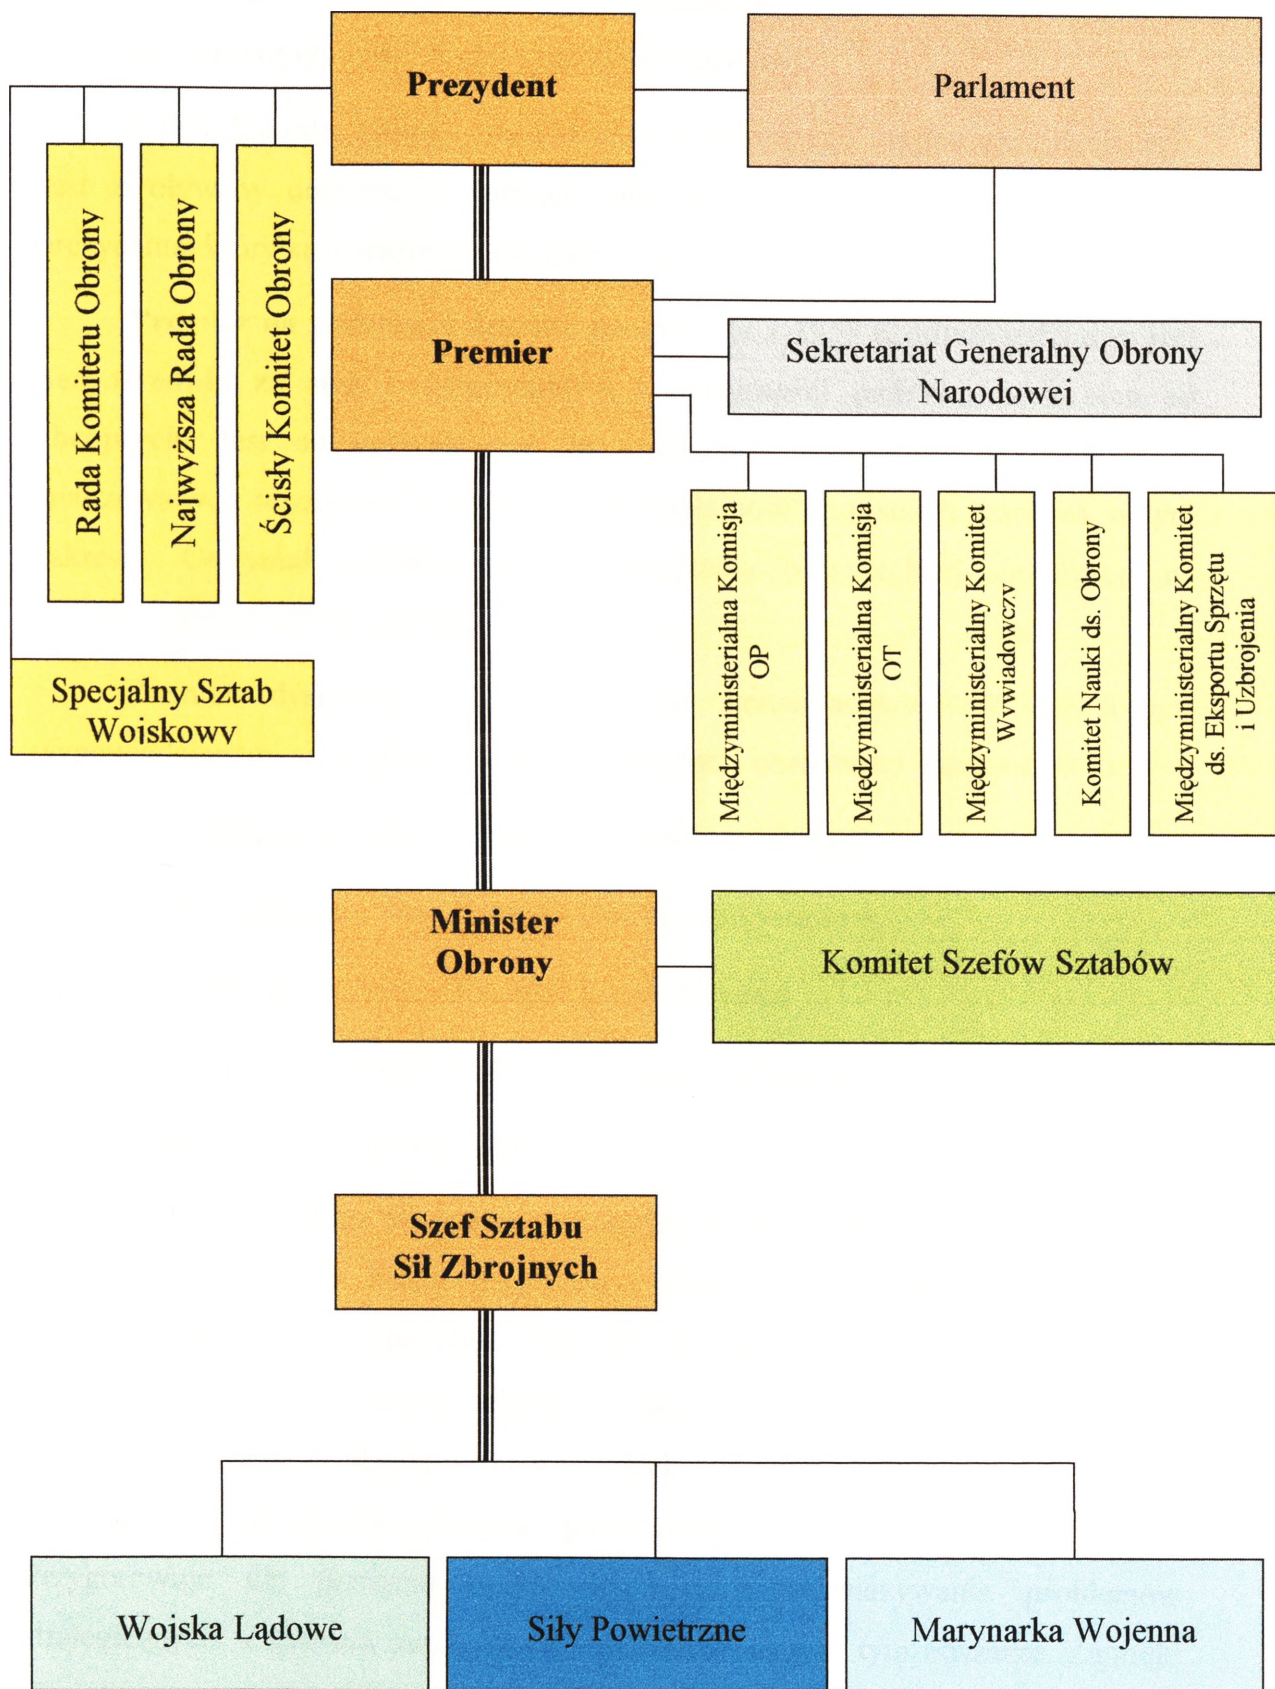 Prezydent
Parlament
Rada Komitetu Obrony
Najwyższa Rada Obrony
Ścisły Komitet Obrony
Premier
Sekretariat Generalny Obrony
Narodowej
Specjalny Sztab
Wojskowy
Międzyministerialna Komisja
OP
Międzyministerialna Komisja
OT
Międzyministerialny Komitet
Wywiadowczy
Komitet Nauki ds. Obrony
Międzyministerialny Komitet
ds. Eksportu Sprzętu
i Uzbrojenia
Minister
Obrony
Komitet Szefów Sztabów
Szef Sztabu
Sił Zbrojnych
Wojska Lądowe
Siły Powietrzne
Marynarka Wojenna